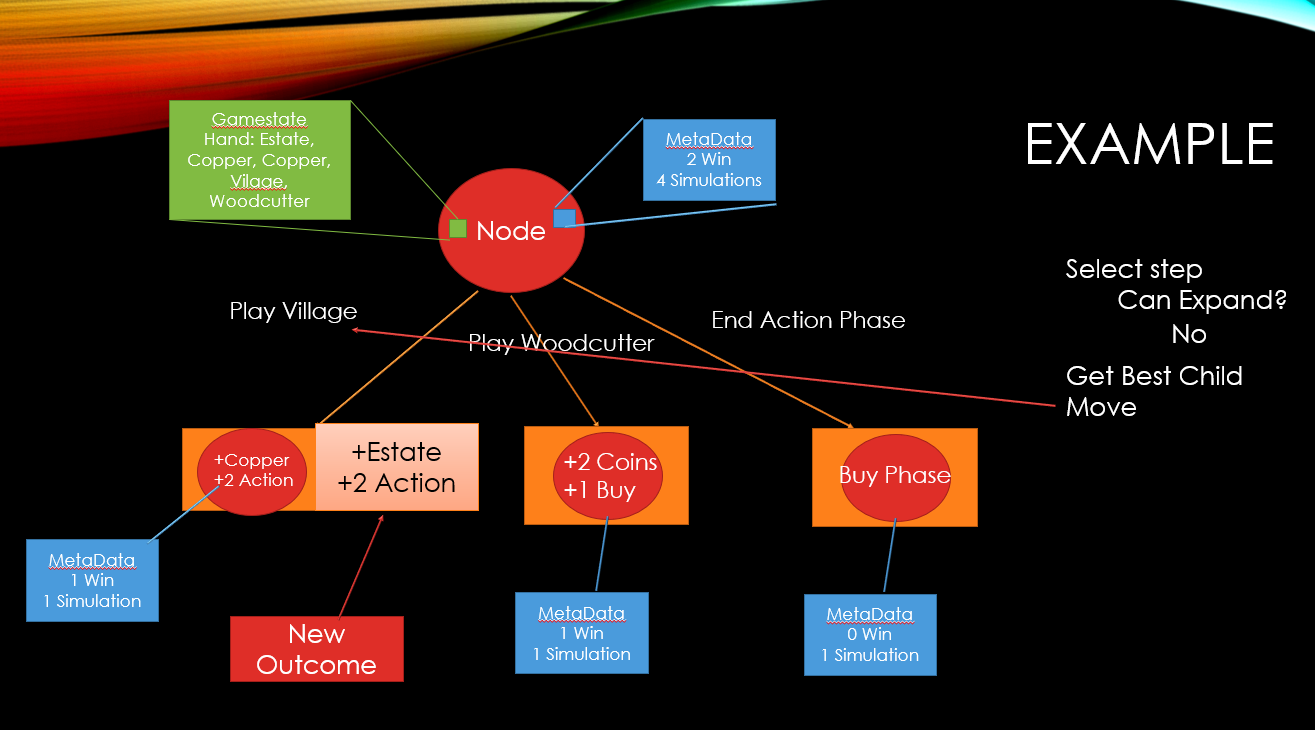 EXAMPLE
Gamestate
Hand: Estate,
Copper, Copper,
Vilage,
Woodcutter
MetaData
2 Win
4 Simulations
Node
Select step
Can Expand?
No
Get Best Child
Move
Play Village
Play Woodcutter
End Action Phase
+Copper
+2 Action
+Estate
+2 Action
+2 Coins
+1 Buy
Buy Phase
MetaData
1 Win
1 Simulation
New
Outcome
MetaData
1 Win
1 Simulation
MetaData
0 Win
1 Simulation